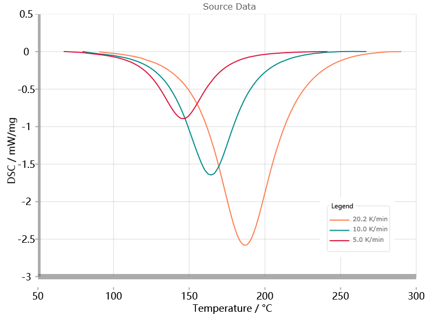 Source Data
0.5
0
-0.5
-1
-1.5
-2
-2.5
-3
DSC / mW/mg
Legend
20.2 K/min
10.0 K/min
5.0 K/min
50 100 150 200 250 300
Temperature / °C